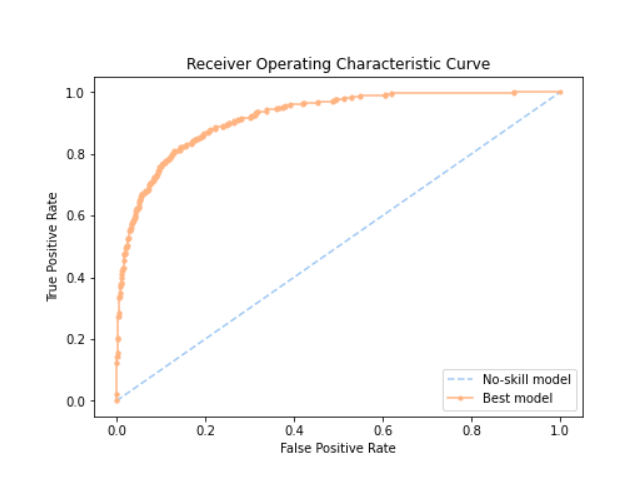 Receiver Operating Characteristic Curve
True Positive Rate
1.0
0.8
0.6
0.4
0.2
0.0
0.0 0.2 0.4 0.6 0.8 1.0
False Positive Rate
No-skill model
Best model